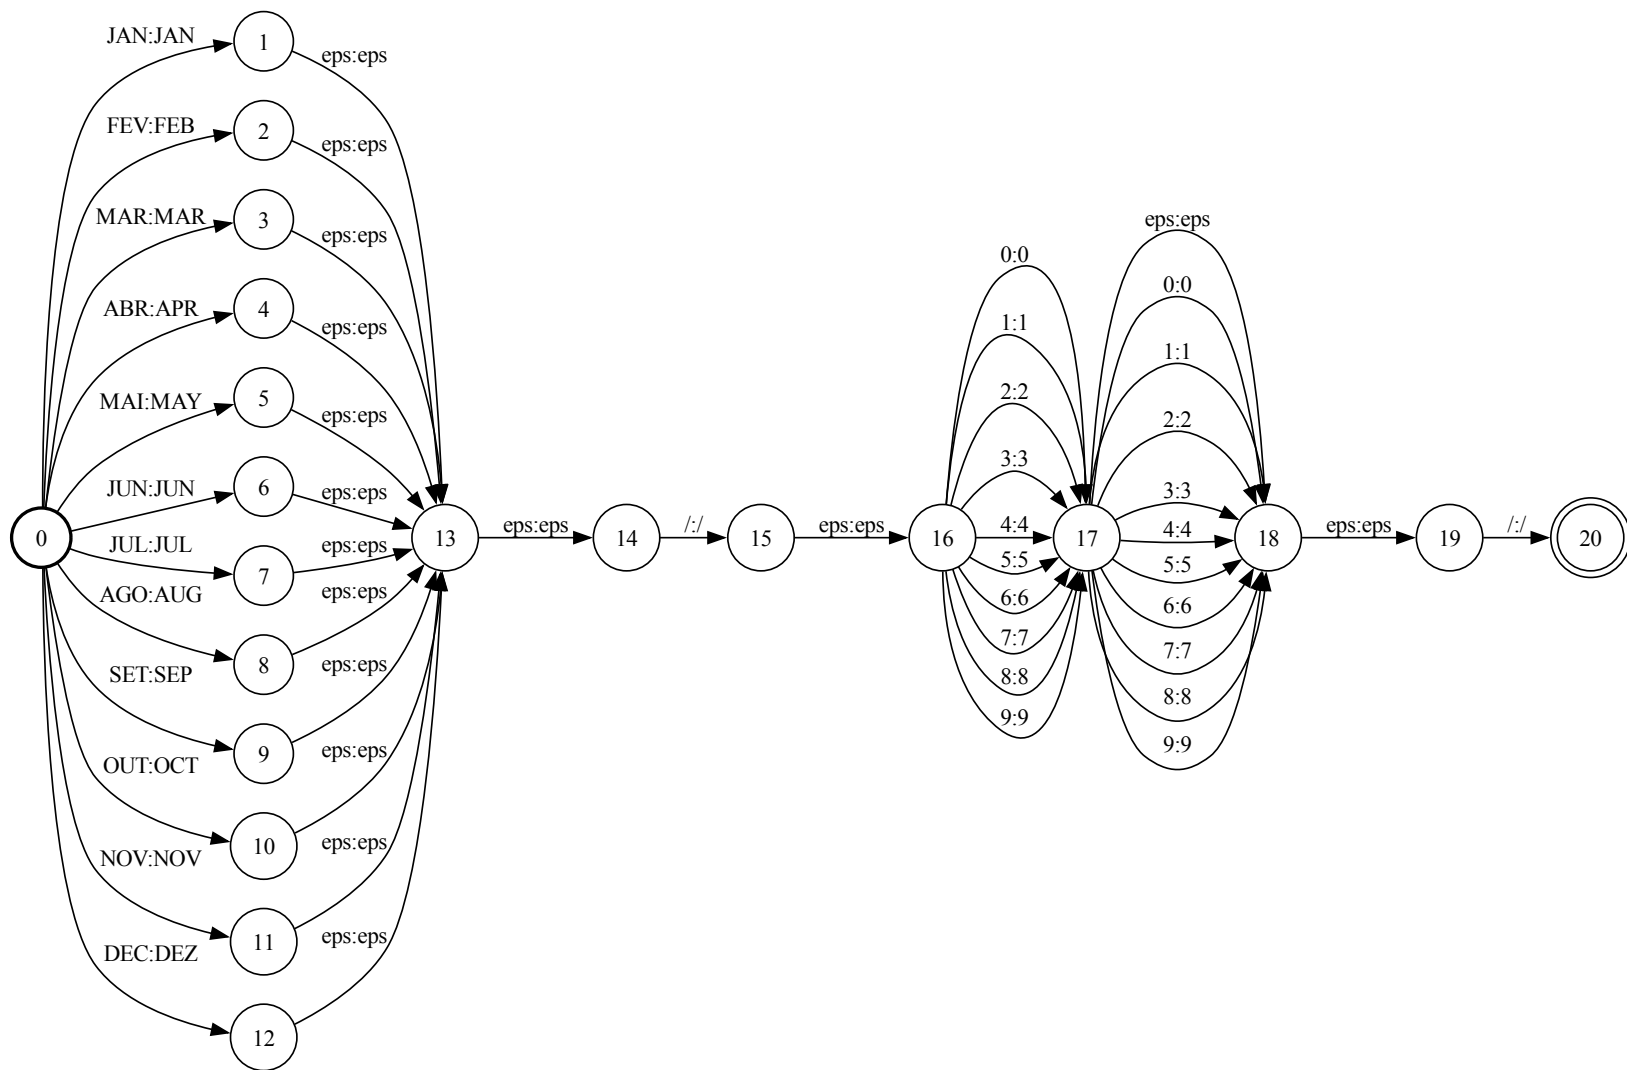 JAN:JAN
1
eps:eps
FEV:FEB
2
eps:eps
MAR:MAR
3
eps:eps
ABR:APR
4
eps:eps
MAI:MAY
5
eps:eps
JUN:JUN
6
eps:eps
0
JUL:JUL
7
eps:eps
AGO:AUG
8
eps:eps
SET:SEP
9
eps:eps
OUT:OCT
10
eps:eps
NOV:NOV
11
eps:eps
DEC:DEZ
12
eps:eps
13
eps:eps
14
/:/
15
eps:eps
16
0:0
1:1
2:2
3:3
4:4
5:5
6:6
7:7
8:8
9:9
17
eps:eps
0:0
1:1
2:2
3:3
4:4
5:5
6:6
7:7
8:8
9:9
18
eps:eps
19
/:/
20